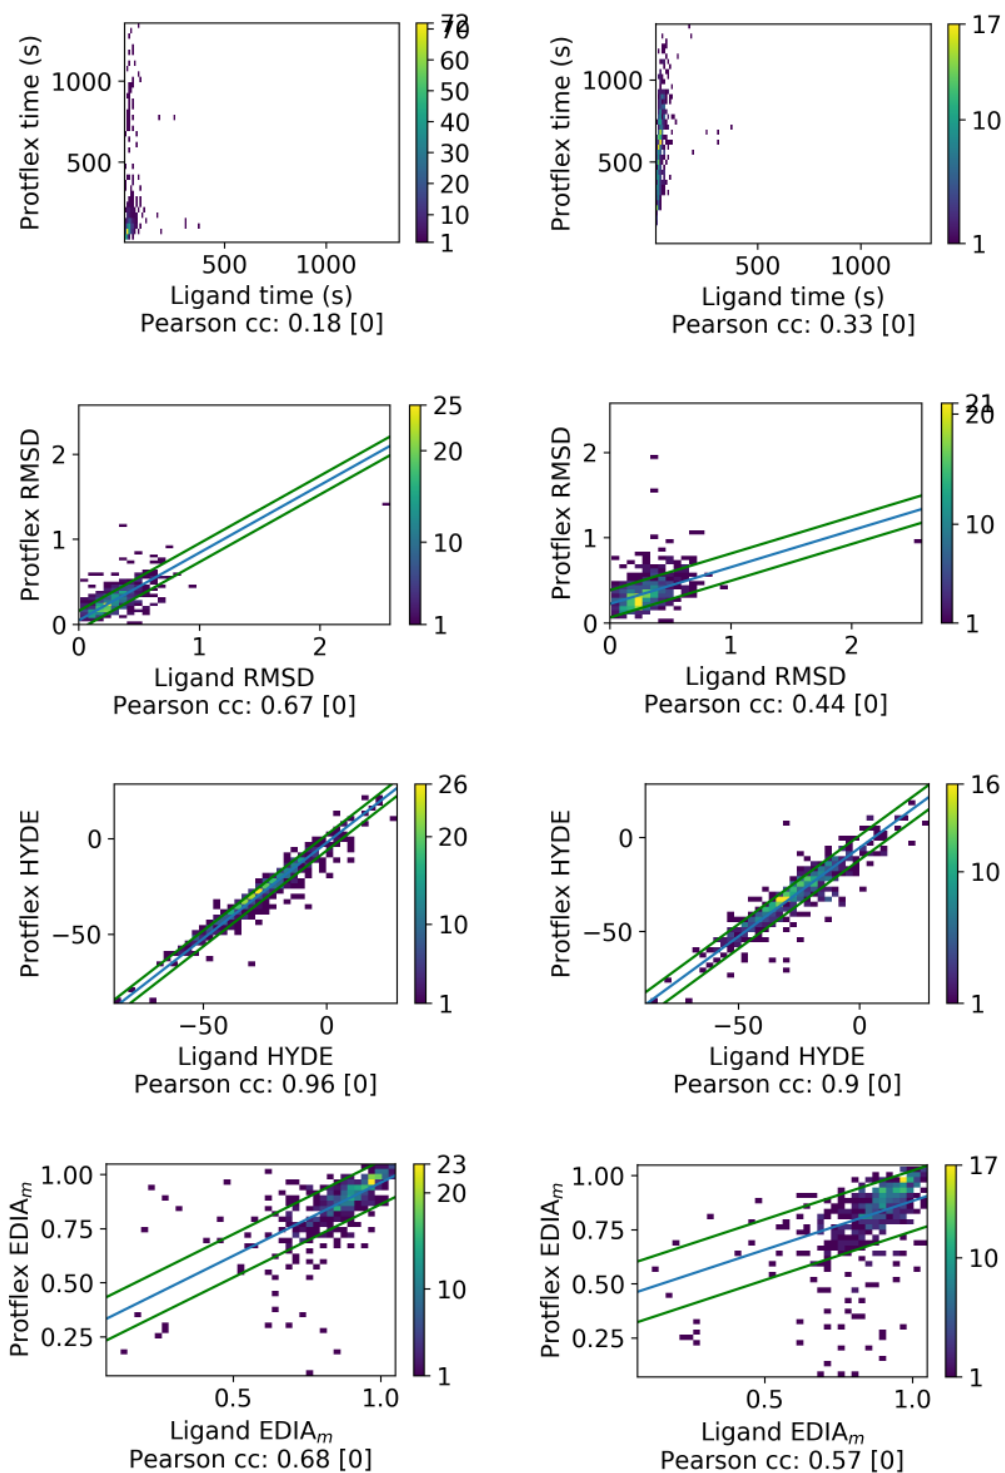 72
70
60
50
40
30
20
10
1
1000
500
Protflex time (s)
500 1000
Ligand time (s)
Pearson cc: 0.18 [0]
17
10
1
1000
500
Protflex time (s)
500 1000
Ligand time (s)
Pearson cc: 0.33 [0]
25
20
10
1
2
1
0
Protflex RMSD
0 1 2
Ligand RMSD
Pearson cc: 0.67 [0]
21
20
10
1
2
1
0
Protflex RMSD
0 1 2
Ligand RMSD
Pearson cc: 0.44 [0]
26
20
10
1
0
−50
Protflex HYDE
−50 0
Ligand HYDE
Pearson cc: 0.96 [0]
16
10
1
0
−50
Protflex HYDE
−50 0
Ligand HYDE
Pearson cc: 0.9 [0]
23
20
10
1
1.00
0.75
0.50
0.25
Protflex EDIAm
0.5 1.0
Ligand EDIAm
Pearson cc: 0.68 [0]
17
10
1
1.00
0.75
0.50
0.25
Protflex EDIAm
0.5 1.0
Ligand EDIAm
Pearson cc: 0.57 [0]